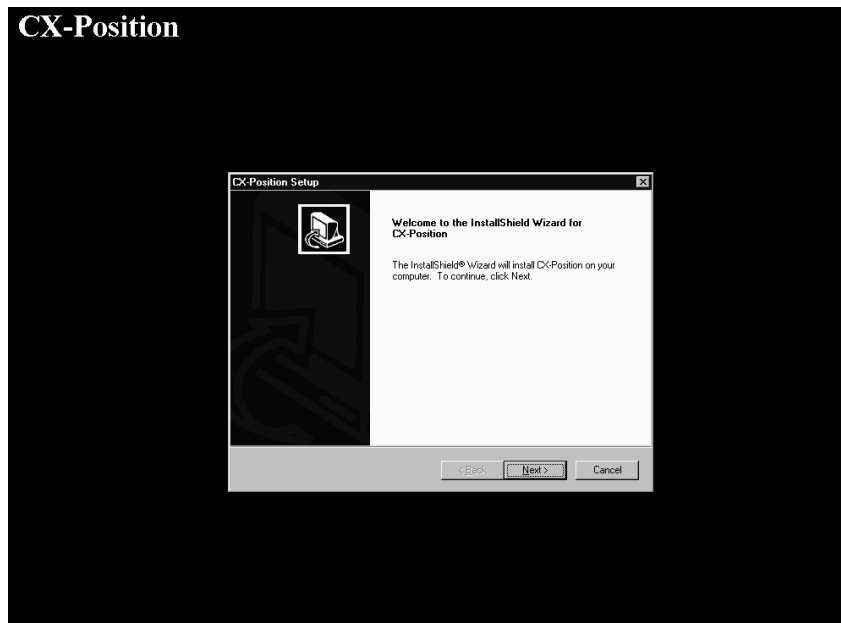 CX-Position
CX-Position Setup
Welcome to the InstallShield Wizard for
CX-Position
The InstallShield® Wizard will install CX-Position on your
computer. To continue, click Next.
< Back
Next >
Cancel